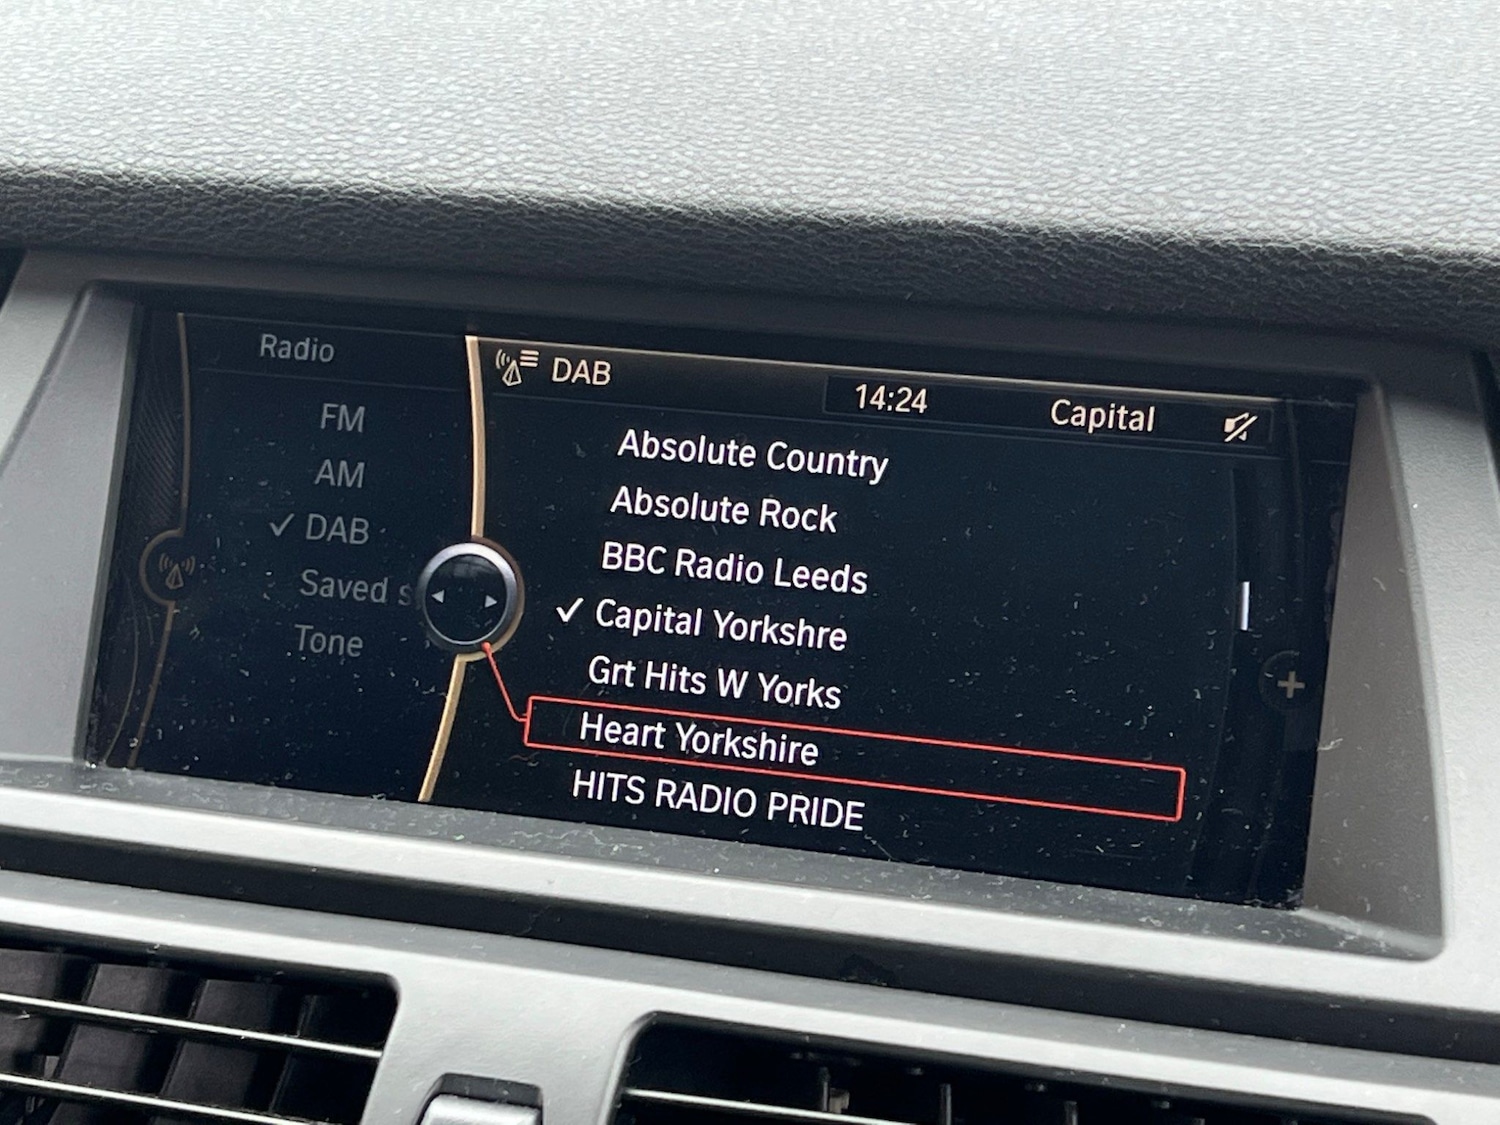 Radio
FM
AM
✓ DAB
Saved s
Tone
DAB
14:24
Capital
Absolute Country
Absolute Rock
BBC Radio Leeds
✓ Capital Yorkshre
Grt Hits W Yorks
Heart Yorkshire
HITS RADIO PRIDE
+